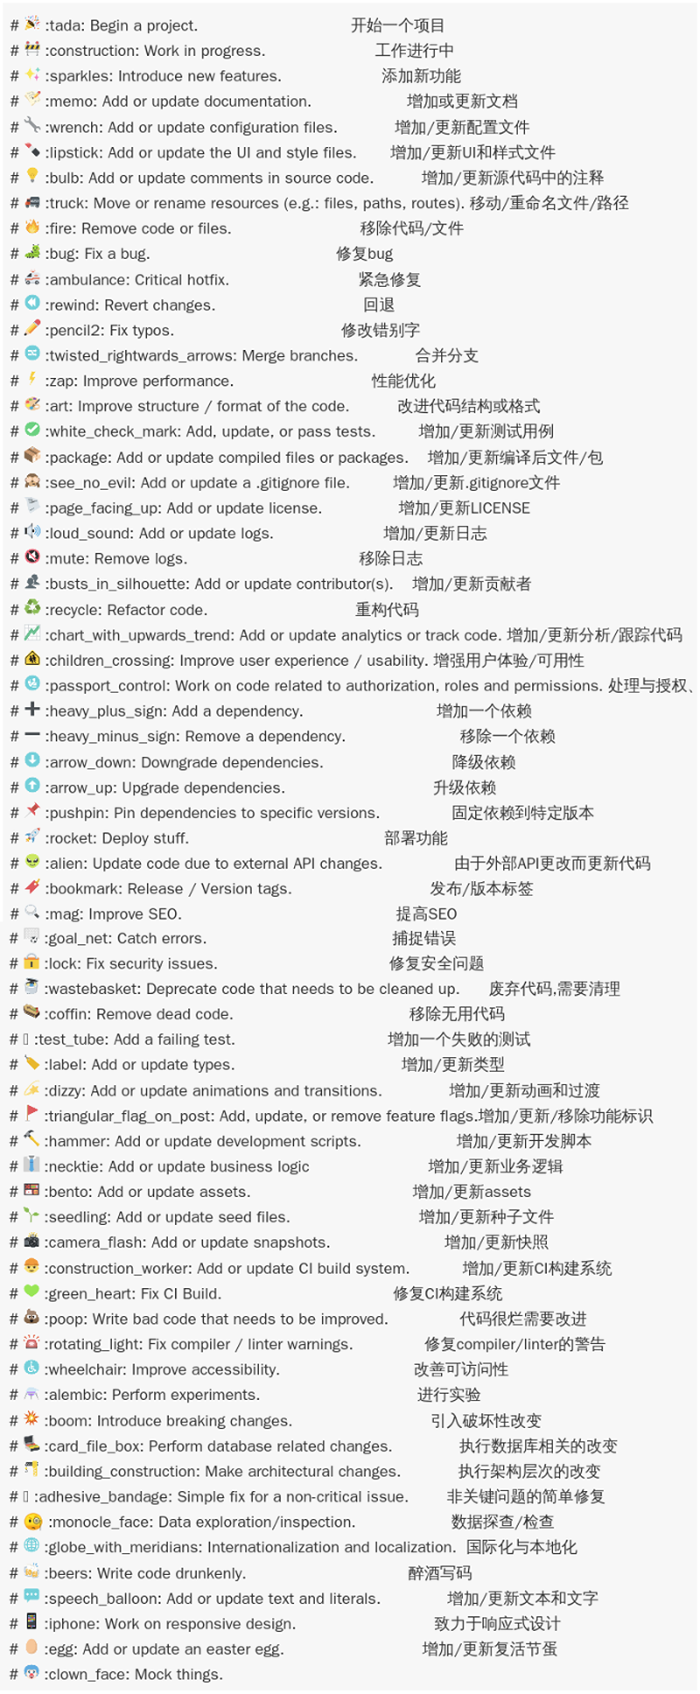 # 🎉 :tada: Begin a project. 开始一个项目
# 🚧 :construction: Work in progress. 工作进行中
# ✨ :sparkles: Introduce new features. 添加新功能
# 📝 :memo: Add or update documentation. 增加或更新文档
# 🔧 :wrench: Add or update configuration files. 增加/更新配置文件
# 💄 :lipstick: Add or update the UI and style files. 增加/更新UI和样式文件
# 💡 :bulb: Add or update comments in source code. 增加/更新源代码中的注释
# 🚚 :truck: Move or rename resources (e.g.: files, paths, routes). 移动/重命名文件/路径
# 🔥 :fire: Remove code or files. 移除代码/文件
# 🐛 :bug: Fix a bug. 修复bug
# 🚑 :ambulance: Critical hotfix. 紧急修复
# ⏪ :rewind: Revert changes. 回退
# ✏️ :pencil2: Fix typos. 修改错别字
# 🔀 :twisted_rightwards_arrows: Merge branches. 合并分支
# ⚡ :zap: Improve performance. 性能优化
# 🎨 :art: Improve structure / format of the code. 改进代码结构或格式
# ✅ :white_check_mark: Add, update, or pass tests. 增加/更新测试用例
# 📦 :package: Add or update compiled files or packages. 增加/更新编译后文件/包
# 🙈 :see_no_evil: Add or update a .gitignore file. 增加/更新.gitignore文件
# 📄 :page_facing_up: Add or update license. 增加/更新LICENSE
# 🔊 :loud_sound: Add or update logs. 增加/更新日志
# 🔇 :mute: Remove logs. 移除日志
# 👥 :busts_in_silhouette: Add or update contributor(s). 增加/更新贡献者
# ♻️ :recycle: Refactor code. 重构代码
# 📈 :chart_with_upwards_trend: Add or update analytics or track code. 增加/更新分析/跟踪代码
# 🚸 :children_crossing: Improve user experience / usability. 增强用户体验/可用性
# 🛂 :passport_control: Work on code related to authorization, roles and permissions. 处理与授权、
# ➕ :heavy_plus_sign: Add a dependency. 增加一个依赖
# ➖ :heavy_minus_sign: Remove a dependency. 移除一个依赖
# ⬇️ :arrow_down: Downgrade dependencies. 降级依赖
# ⬆️ :arrow_up: Upgrade dependencies. 升级依赖
# 📌 :pushpin: Pin dependencies to specific versions. 固定依赖到特定版本
# 🚀 :rocket: Deploy stuff. 部署功能
# 👽 :alien: Update code due to external API changes. 由于外部API更改而更新代码
# 🔖 :bookmark: Release / Version tags. 发布/版本标签
# 🔍 :mag: Improve SEO. 提高SEO
# 🥅 :goal_net: Catch errors. 捕捉错误
# 🔒 :lock: Fix security issues. 修复安全问题
# 🗑 :wastebasket: Deprecate code that needs to be cleaned up. 废弃代码,需要清理
# ⚰️ :coffin: Remove dead code. 移除无用代码
# ▯ :test_tube: Add a failing test. 增加一个失败的测试
# 🏷 :label: Add or update types. 增加/更新类型
# 💫 :dizzy: Add or update animations and transitions. 增加/更新动画和过渡
# 🚩 :triangular_flag_on_post: Add, update, or remove feature flags.增加/更新/移除功能标识
# 🔨 :hammer: Add or update development scripts. 增加/更新开发脚本
# 👔 :necktie: Add or update business logic 增加/更新业务逻辑
# 🍱 :bento: Add or update assets. 增加/更新assets
# 🌱 :seedling: Add or update seed files. 增加/更新种子文件
# 📸 :camera_flash: Add or update snapshots. 增加/更新快照
# 👷 :construction_worker: Add or update CI build system. 增加/更新CI构建系统
# 💚 :green_heart: Fix CI Build. 修复CI构建系统
# 💩 :poop: Write bad code that needs to be improved. 代码很烂需要改进
# 🚨 :rotating_light: Fix compiler / linter warnings. 修复compiler/linter的警告
# ♿ :wheelchair: Improve accessibility. 改善可访问性
# ⚗️ :alembic: Perform experiments. 进行实验
# 💥 :boom: Introduce breaking changes. 引入破坏性改变
# 🗃 :card_file_box: Perform database related changes. 执行数据库相关的改变
# 🏗 :building_construction: Make architectural changes. 执行架构层次的改变
# ▯ :adhesive_bandage: Simple fix for a non-critical issue. 非关键问题的简单修复
# 🧐 :monocle_face: Data exploration/inspection. 数据探查/检查
# 🌐 :globe_with_meridians: Internationalization and localization. 国际化与本地化
# 🍻 :beers: Write code drunkenly. 醉酒写码
# 💬 :speech_balloon: Add or update text and literals. 增加/更新文本和文字
# 📱 :iphone: Work on responsive design. 致力于响应式设计
# 🥚 :egg: Add or update an easter egg. 增加/更新复活节蛋
# 🤡 :clown_face: Mock things.